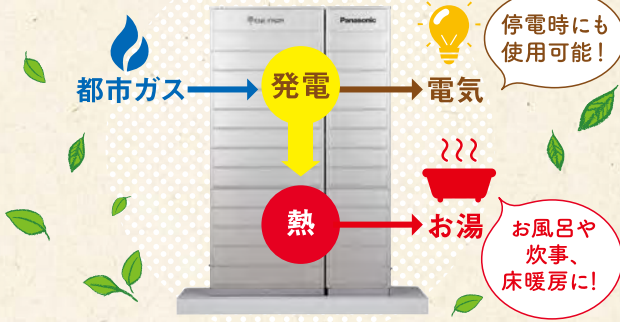 Panasonic
停電時にも
使用可能！
都市ガス
発電
電気
熱
お湯
お風呂や
炊事、
床暖房に！